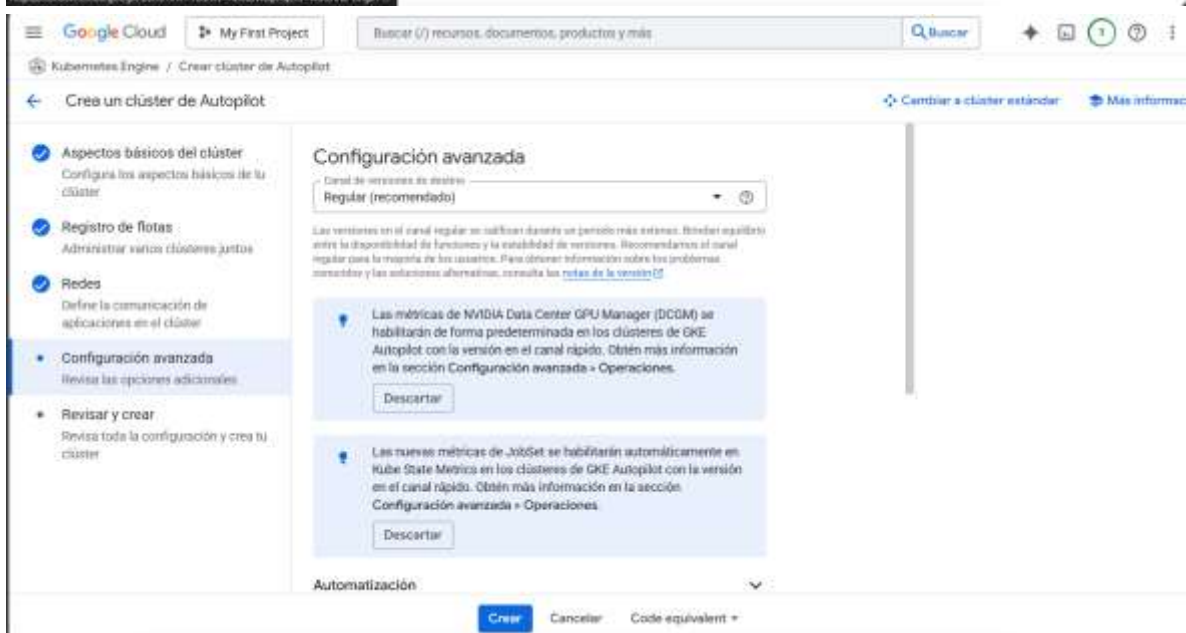 Google Cloud
My First Project
Buscar (/) recursos, documentos, productos y más
Buscar
1
Kubernetes Engine / Crear clúster de Autopilot
Crea un clúster de Autopilot
Cambiar a clúster estándar
Más informac
Aspectos básicos del clúster
Configura los aspectos básicos de tu
clúster
Registro de flotas
Administrar varios clústeres juntos
Redes
Define la comunicación de
aplicaciones en el clúster
Configuración avanzada
Revisa las opciones adicionales
Revisar y crear
Revisa toda la configuración y crea tu
clúster
Configuración avanzada
Canal de versiones de destino
Regular (recomendado)
Las versiones en el canal regular se califican durante un período más extenso. Brindan equilibrio
entre la disponibilidad de funciones y la estabilidad de versiones. Recomendamos el canal
regular para la mayoría de los usuarios. Para obtener información sobre los problemas
conocidos y las soluciones alternativas, consulta las notas de la versión
Las métricas de NVIDIA Data Center GPU Manager (DCGM) se
habilitarán de forma predeterminada en los clústeres de GKE
Autopilot con la versión en el canal rápido. Obtén más información
en la sección Configuración avanzada > Operaciones.
Descartar
Las nuevas métricas de JobSet se habilitarán automáticamente en
Kube State Metrics en los clústeres de GKE Autopilot con la versión
en el canal rápido. Obtén más información en la sección
Configuración avanzada > Operaciones.
Descartar
Automatización
Crear
Cancelar
Code equivalent